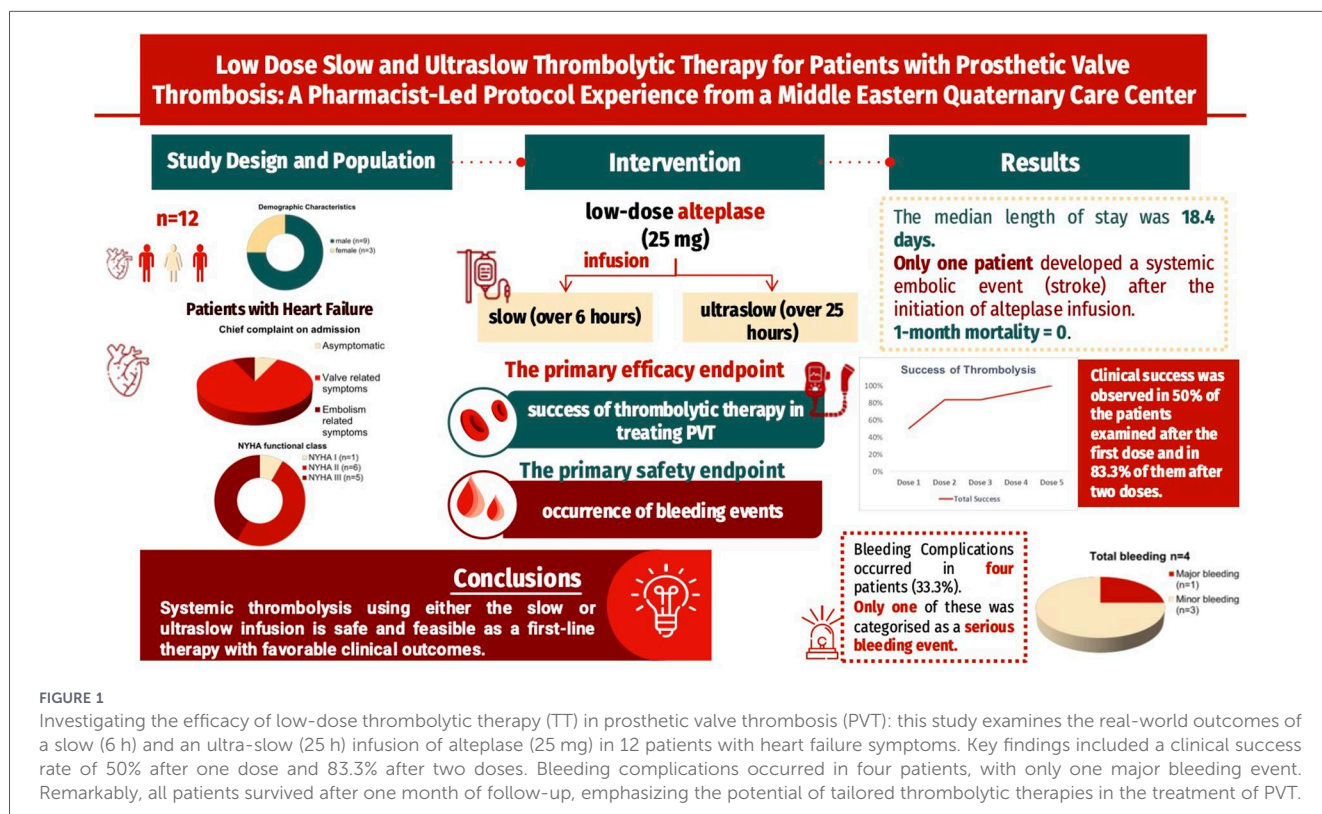 Low Dose Slow and Ultraslow Thrombolytic Therapy for Patients with Prosthetic Valve
Thrombosis: A Pharmacist-Led Protocol Experience from a Middle Eastern Quaternary Care Center
Study Design and Population
n=12
Demographic Characteristics
male (n=9)
female (n=3)
Patients with Heart Failure
Chief complaint on admission
Asymptomatic
Valve related
symptoms
Embolism
related
symptoms
NYHA functional class
NYHA I (n=1)
NYHA II (n=6)
NYHA III (n=5)
Intervention
low-dose alteplase
(25 mg)
infusion
slow (over 6 hours)
ultraslow (over 25
hours)
The primary efficacy endpoint
success of thrombolytic therapy in
treating PVT
The primary safety endpoint
occurrence of bleeding events
Results
The median length of stay was 18.4
days.
Only one patient developed a systemic
embolic event (stroke) after the
initiation of alteplase infusion.
1-month mortality = 0.
Success of Thrombolysis
100%
80%
60%
40%
20%
0%
Dose 1 Dose 2 Dose 3 Dose 4 Dose 5
Total Success
Clinical success was
observed in 50% of
the patients
examined after the
first dose and in
83.3% of them after
two doses.
Bleeding Complications
occurred in four
patients (33.3%).
Only one of these was
categorised as a serious
bleeding event.
Total bleeding n=4
Major bleeding
(n=1)
Minor bleeding
(n=3)
Conclusions
Systemic thrombolysis using either the slow or
ultraslow infusion is safe and feasible as a first-line
therapy with favorable clinical outcomes.
FIGURE 1
Investigating the efficacy of low-dose thrombolytic therapy (TT) in prosthetic valve thrombosis (PVT): this study examines the real-world outcomes of
a slow (6 h) and an ultra-slow (25 h) infusion of alteplase (25 mg) in 12 patients with heart failure symptoms. Key findings included a clinical success
rate of 50% after one dose and 83.3% after two doses. Bleeding complications occurred in four patients, with only one major bleeding event.
Remarkably, all patients survived after one month of follow-up, emphasizing the potential of tailored thrombolytic therapies in the treatment of PVT.